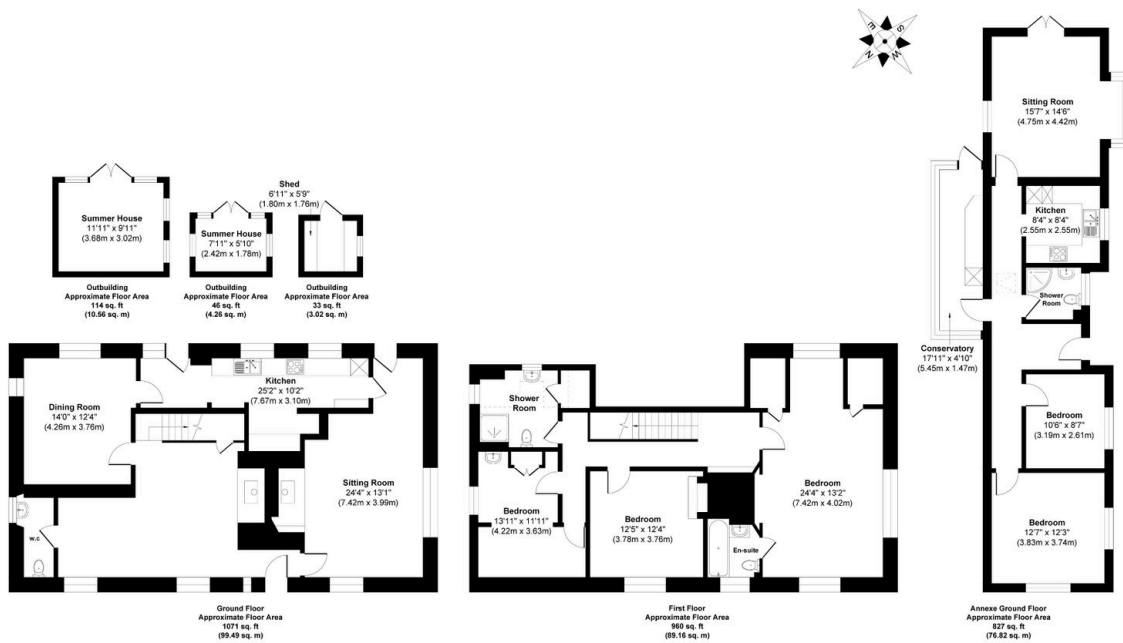 E
S
N
W
Sitting Room
15'7" x 14'6"
(4.75m x 4.42m)
Kitchen
8'4" x 8'4"
(2.55m x 2.55m)
Shower
Room
Conservatory
17'11" x 4'10"
(5.45m x 1.47m)
Bedroom
10'6" x 8'7"
(3.19m x 2.61m)
Bedroom
12'7" x 12'3"
(3.83m x 3.74m)
Annexe Ground Floor
Approximate Floor Area
827 sq. ft
(76.82 sq. m)
Summer House
11'11" x 9'11"
(3.68m x 3.02m)
Outbuilding
Approximate Floor Area
114 sq. ft
(10.56 sq. m)
Summer House
7'11" x 5'10"
(2.42m x 1.78m)
Outbuilding
Approximate Floor Area
46 sq. ft
(4.26 sq. m)
Shed
6'11" x 5'9"
(1.80m x 1.76m)
Outbuilding
Approximate Floor Area
33 sq. ft
(3.02 sq. m)
Dining Room
14'0" x 12'4"
(4.26m x 3.76m)
Kitchen
25'2" x 10'2"
(7.67m x 3.10m)
Sitting Room
24'4" x 13'1"
(7.42m x 3.99m)
W.C
Ground Floor
Approximate Floor Area
1071 sq. ft
(99.49 sq. m)
Shower
Room
Bedroom
13'11" x 11'11"
(4.22m x 3.63m)
Bedroom
12'5" x 12'4"
(3.78m x 3.76m)
En-suite
Bedroom
24'4" x 13'2"
(7.42m x 4.02m)
First Floor
Approximate Floor Area
960 sq. ft
(89.16 sq. m)